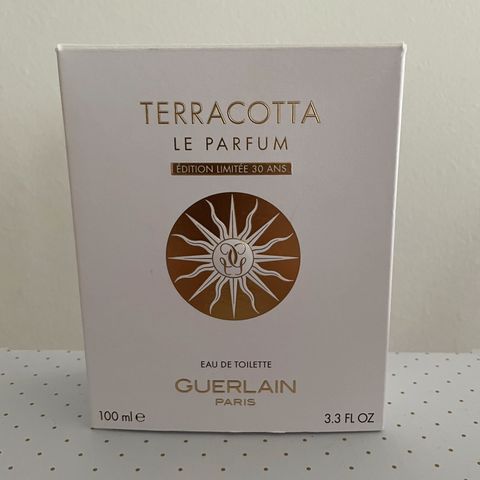 TERRACOTTA
LE PARFUM
ÉDITION LIMITÉE 30 ANS
EAU DE TOILETTE
GUERLAIN
PARIS
100 ml ℮ 3.3 FL OZ